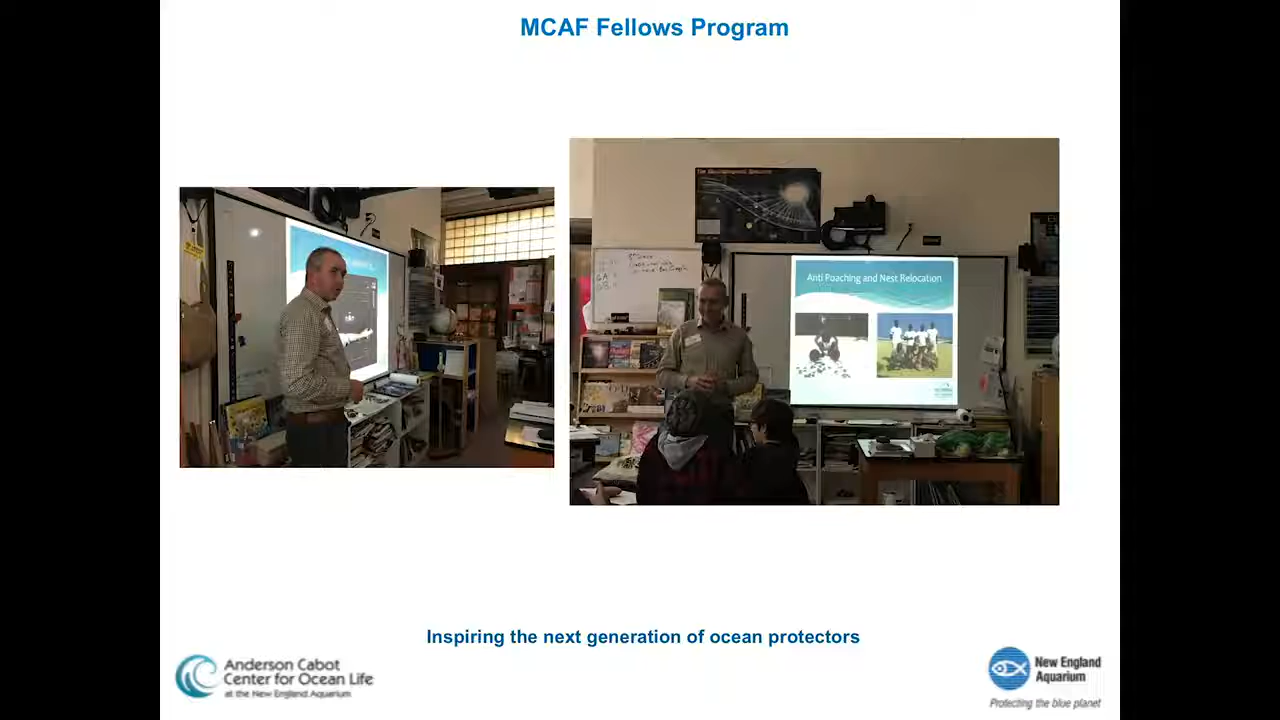 MCAF Fellows Program
Anti Poaching and Nest Relocation
Inspiring the next generation of ocean protectors
Anderson Cabot
Center for Ocean Life
at the New England Aquarium
New England
Aquarium
Protecting the blue planet